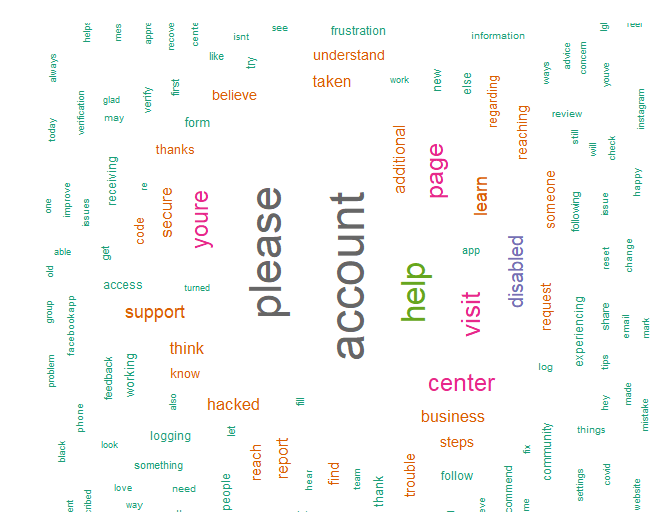 helps
mes
appre
recove
cente
isnt
see
frustration
information
lgl
feel
always
like
try
understand
taken
work
new
else
ways
advice
concern
youve
instagram
believe
first
verify
glad
verification
may
today
form
regarding
reaching
review
still
will
check
thanks
additional
page
learn
someone
following
issue
happy
receiving
re
one
improve
issues
code
secure
youre
please
account
help
visit
disabled
app
able
get
old
access
turned
request
reset
change
group
facebookapp
support
experiencing
share
email
mark
think
know
problem
feedback
working
center
log
tips
phone
also
hacked
fill
business
hey
made
mistake
black
look
logging
let
steps
things
something
reach
report
hear
find
team
thank
trouble
follow
fix
community
settings
covid
website
love
need
way
people
ent
cribed
eve
commend
me